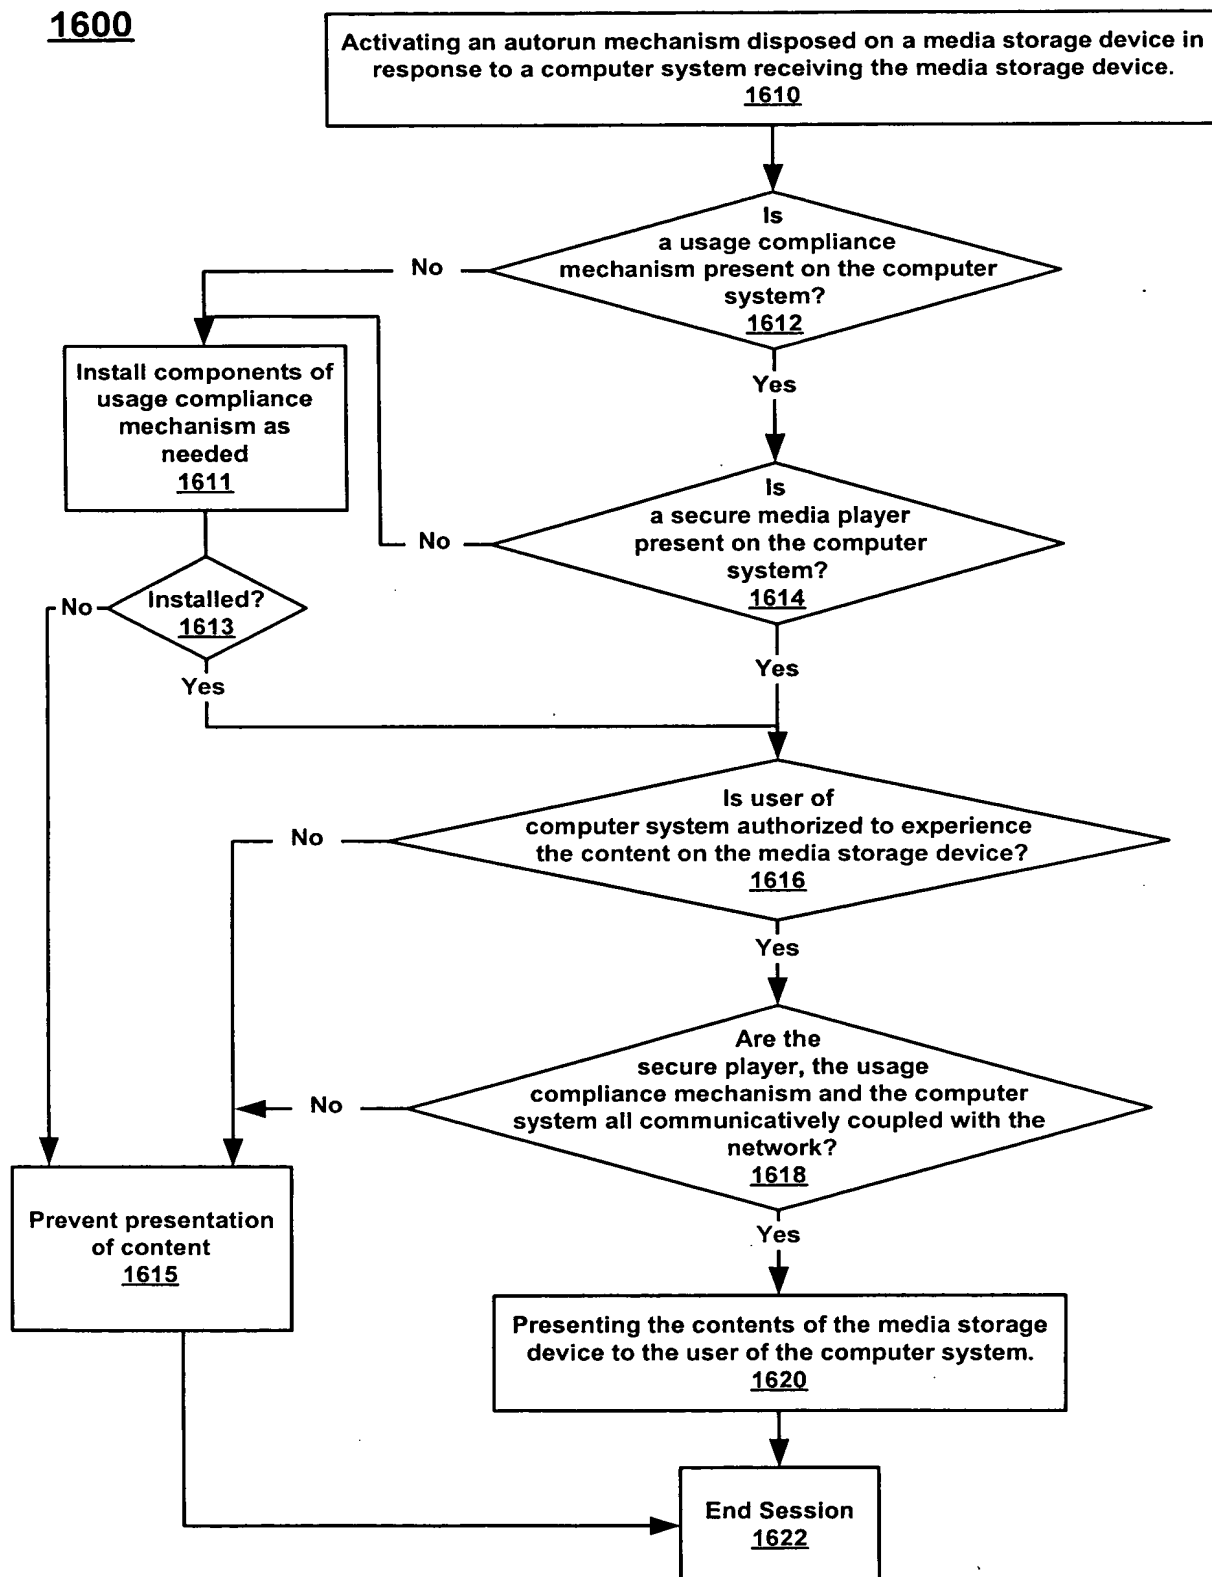 1600
Activating an autorun mechanism disposed on a media storage device in
response to a computer system receiving the media storage device.
1610
Is
a usage compliance
mechanism present on the computer
system?
1612
No
Yes
Install components of
usage compliance
mechanism as
needed
1611
Is
a secure media player
present on the computer
system?
1614
No
Yes
Installed?
1613
No
Yes
Is user of
computer system authorized to experience
the content on the media storage device?
1616
No
Yes
Are the
secure player, the usage
compliance mechanism and the computer
system all communicatively coupled with the
network?
1618
No
Yes
Prevent presentation
of content
1615
Presenting the contents of the media storage
device to the user of the computer system.
1620
End Session
1622